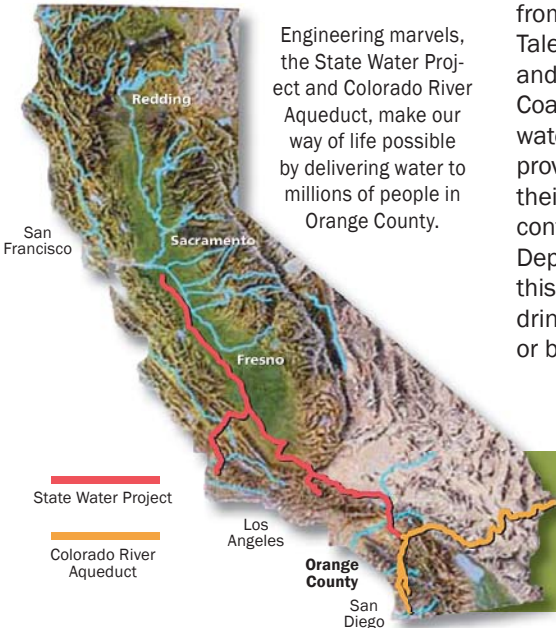 Engineering marvels,
the State Water Proj-
ect and Colorado River
Aqueduct, make our
way of life possible
by delivering water to
millions of people in
Orange County.
from
Tale
and
Coa
wate
prov
thei
con
Dep
this
drin
or b
Redding
San
Francisco
Sacramento
Fresno
State Water Project
Colorado River
Aqueduct
Los
Angeles
Orange
County
San
Diego